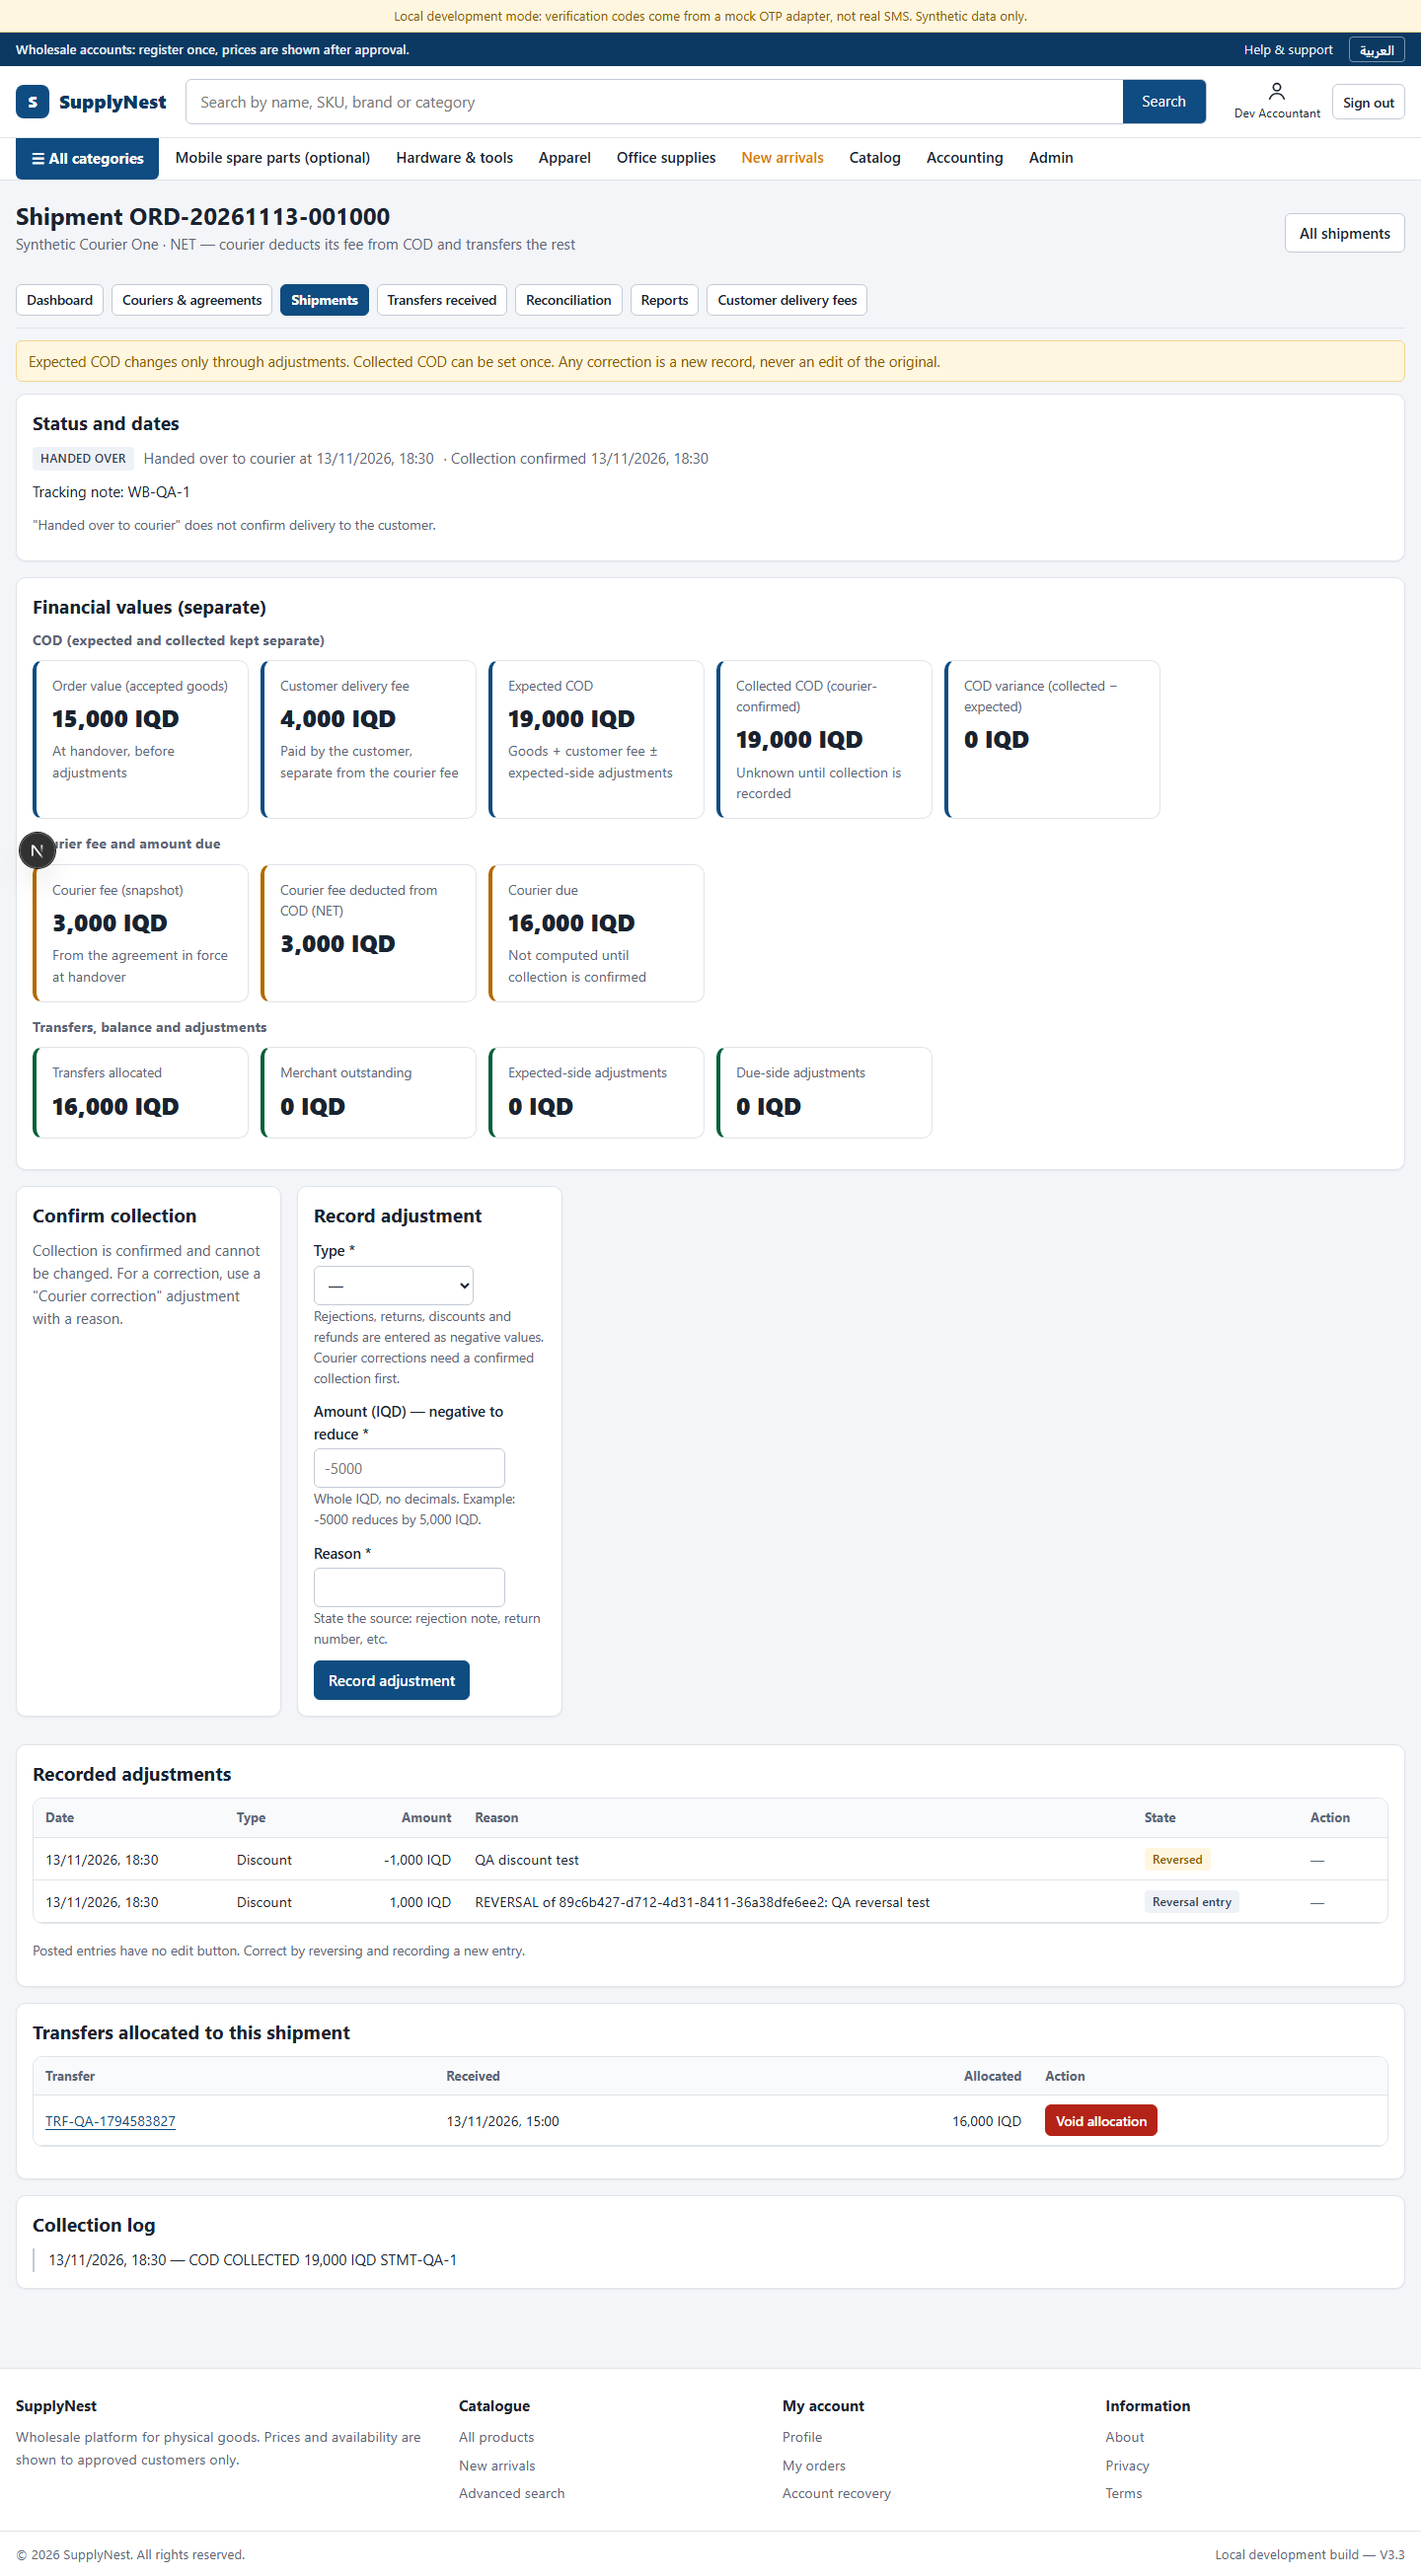 Local development mode: verification codes come from a mock OTP adapter, not real SMS. Synthetic data only.
Wholesale accounts: register once, prices are shown after approval.
Help & support
العربية
S
SupplyNest
Search by name, SKU, brand or category
Search
Dev Accountant
Sign out
☰ All categories
Mobile spare parts (optional)
Hardware & tools
Apparel
Office supplies
New arrivals
Catalog
Accounting
Admin
Shipment ORD-20261113-001000
Synthetic Courier One · NET — courier deducts its fee from COD and transfers the rest
All shipments
Dashboard
Couriers & agreements
Shipments
Transfers received
Reconciliation
Reports
Customer delivery fees
Expected COD changes only through adjustments. Collected COD can be set once. Any correction is a new record, never an edit of the original.
Status and dates
HANDED OVER
Handed over to courier at 13/11/2026, 18:30 · Collection confirmed 13/11/2026, 18:30
Tracking note: WB-QA-1
"Handed over to courier" does not confirm delivery to the customer.
Financial values (separate)
COD (expected and collected kept separate)
Order value (accepted goods)
15,000 IQD
At handover, before
adjustments
Customer delivery fee
4,000 IQD
Paid by the customer,
separate from the courier fee
Expected COD
19,000 IQD
Goods + customer fee ±
expected-side adjustments
Collected COD (courier-
confirmed)
19,000 IQD
Unknown until collection is
recorded
COD variance (collected −
expected)
0 IQD
N
rier fee and amount due
Courier fee (snapshot)
3,000 IQD
From the agreement in force
at handover
Courier fee deducted from
COD (NET)
3,000 IQD
Courier due
16,000 IQD
Not computed until
collection is confirmed
Transfers, balance and adjustments
Transfers allocated
16,000 IQD
Merchant outstanding
0 IQD
Expected-side adjustments
0 IQD
Due-side adjustments
0 IQD
Confirm collection
Collection is confirmed and cannot
be changed. For a correction, use a
"Courier correction" adjustment
with a reason.
Record adjustment
Type *
—
Rejections, returns, discounts and
refunds are entered as negative values.
Courier corrections need a confirmed
collection first.
Amount (IQD) — negative to
reduce *
-5000
Whole IQD, no decimals. Example:
-5000 reduces by 5,000 IQD.
Reason *
State the source: rejection note, return
number, etc.
Record adjustment
Recorded adjustments
Date Type Amount Reason State Action
13/11/2026, 18:30 Discount -1,000 IQD QA discount test Reversed —
13/11/2026, 18:30 Discount 1,000 IQD REVERSAL of 89c6b427-d712-4d31-8411-36a38dfe6ee2: QA reversal test Reversal entry —
Posted entries have no edit button. Correct by reversing and recording a new entry.
Transfers allocated to this shipment
Transfer Received Allocated Action
TRF-QA-1794583827 13/11/2026, 15:00 16,000 IQD Void allocation
Collection log
13/11/2026, 18:30 — COD COLLECTED 19,000 IQD STMT-QA-1
SupplyNest
Wholesale platform for physical goods. Prices and availability are
shown to approved customers only.
Catalogue
All products
New arrivals
Advanced search
My account
Profile
My orders
Account recovery
Information
About
Privacy
Terms
© 2026 SupplyNest. All rights reserved.
Local development build — V3.3